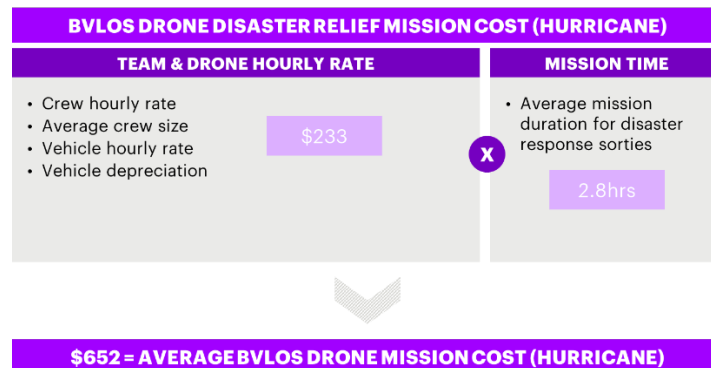 BVLOS DRONE DISASTER RELIEF MISSION COST (HURRICANE)
TEAM & DRONE HOURLY RATE
• Crew hourly rate
• Average crew size
• Vehicle hourly rate
• Vehicle depreciation
$233
X
MISSION TIME
• Average mission
duration for disaster
response sorties
2.8hrs
$652 = AVERAGE BVLOS DRONE MISSION COST (HURRICANE)